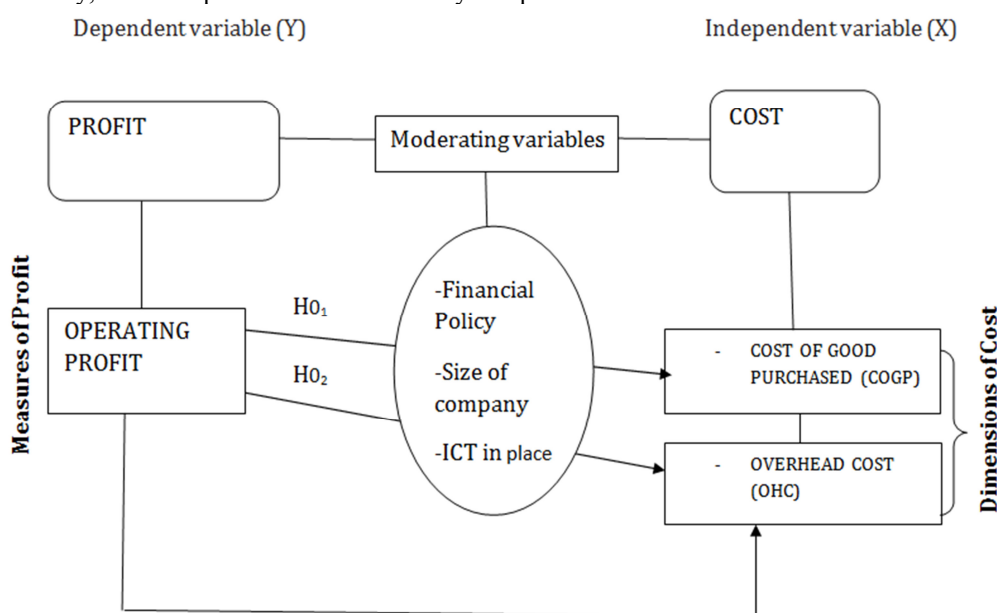 Dependent variable (Y)
Independent variable (X)
PROFIT
Moderating variables
COST
Measures of Profit
OPERATING
PROFIT
H0₁
H0₂
-Financial
Policy
-Size of
company
-ICT in place
- COST OF GOOD
PURCHASED (COGP)
- OVERHEAD COST
(OHC)
Dimensions of Cost